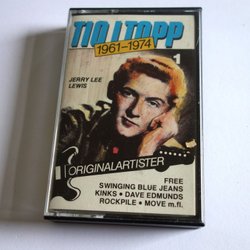 TIO I TOPP
1961–1974
1
JERRY LEE
LEWIS
ORIGINALARTISTER
FREE
SWINGING BLUE JEANS
KINKS • DAVE EDMUNDS
ROCKPILE • MOVE m.fl.